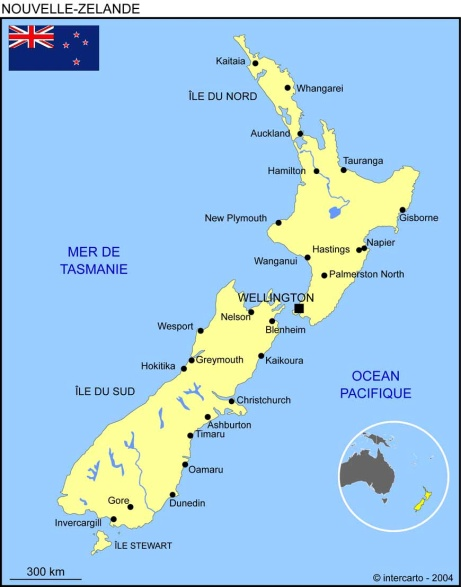 NOUVELLE-ZELANDE
Kaitaia
Whangarei
ÎLE DU NORD
Auckland
Tauranga
Hamilton
New Plymouth
Gisborne
Napier
Hastings
MER DE
TASMANIE
Wanganui
Palmerston North
WELLINGTON
Nelson
Blenheim
Wesport
Kaikoura
Greymouth
Hokitika
OCEAN
PACIFIQUE
ÎLE DU SUD
Christchurch
Ashburton
Timaru
Oamaru
Gore
Dunedin
Invercargill
ÎLE STEWART
300 km
© intercarto - 2004